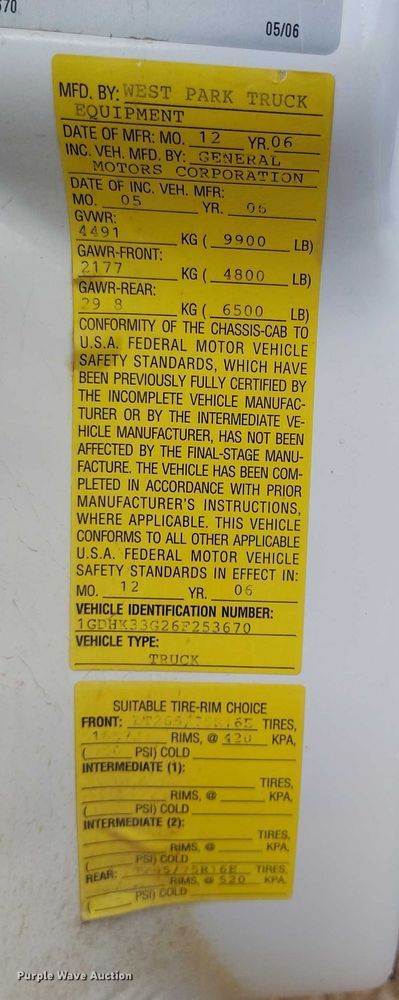 670
05/06
MFD. BY: WEST PARK TRUCK
EQUIPMENT
DATE OF MFR: MO. 12 YR. 06
INC. VEH. MFD. BY: GENERAL
MOTORS CORPORATION
DATE OF INC. VEH. MFR:
MO. 05 YR. 06
GVWR:
4491 KG ( 9900 LB)
GAWR-FRONT:
2177 KG ( 4800 LB)
GAWR-REAR:
29 8 KG ( 6500 LB)
CONFORMITY OF THE CHASSIS-CAB TO
U.S.A. FEDERAL MOTOR VEHICLE
SAFETY STANDARDS, WHICH HAVE
BEEN PREVIOUSLY FULLY CERTIFIED BY
THE INCOMPLETE VEHICLE MANUFAC-
TURER OR BY THE INTERMEDIATE VE-
HICLE MANUFACTURER, HAS NOT BEEN
AFFECTED BY THE FINAL-STAGE MANU-
FACTURE. THE VEHICLE HAS BEEN COM-
PLETED IN ACCORDANCE WITH PRIOR
MANUFACTURER'S INSTRUCTIONS,
WHERE APPLICABLE. THIS VEHICLE
CONFORMS TO ALL OTHER APPLICABLE
U.S.A. FEDERAL MOTOR VEHICLE
SAFETY STANDARDS IN EFFECT IN:
MO. 12 YR. 06
VEHICLE IDENTIFICATION NUMBER:
1GDHK33G26F253670
VEHICLE TYPE:
TRUCK
SUITABLE TIRE-RIM CHOICE
FRONT: TIRES,
RIMS, @ 420 KPA,
( PSI) COLD
INTERMEDIATE (1):
TIRES,
RIMS, @ KPA,
( PSI) COLD
INTERMEDIATE (2):
TIRES,
RIMS, @ KPA,
( PSI) COLD
REAR: TIRES,
RIMS, @ 520 KPA,
( PSI) COLD
Purple Wave Auction